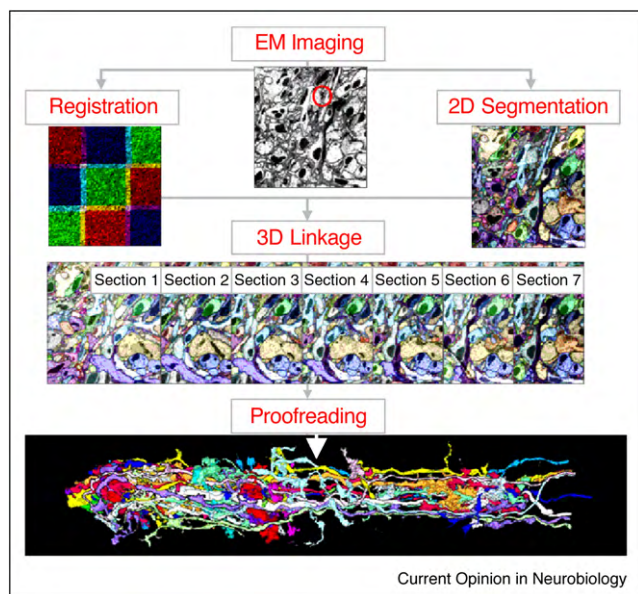 EM Imaging
Registration
2D Segmentation
3D Linkage
Section 1 Section 2 Section 3 Section 4 Section 5 Section 6 Section 7
Proofreading
Current Opinion in Neurobiology